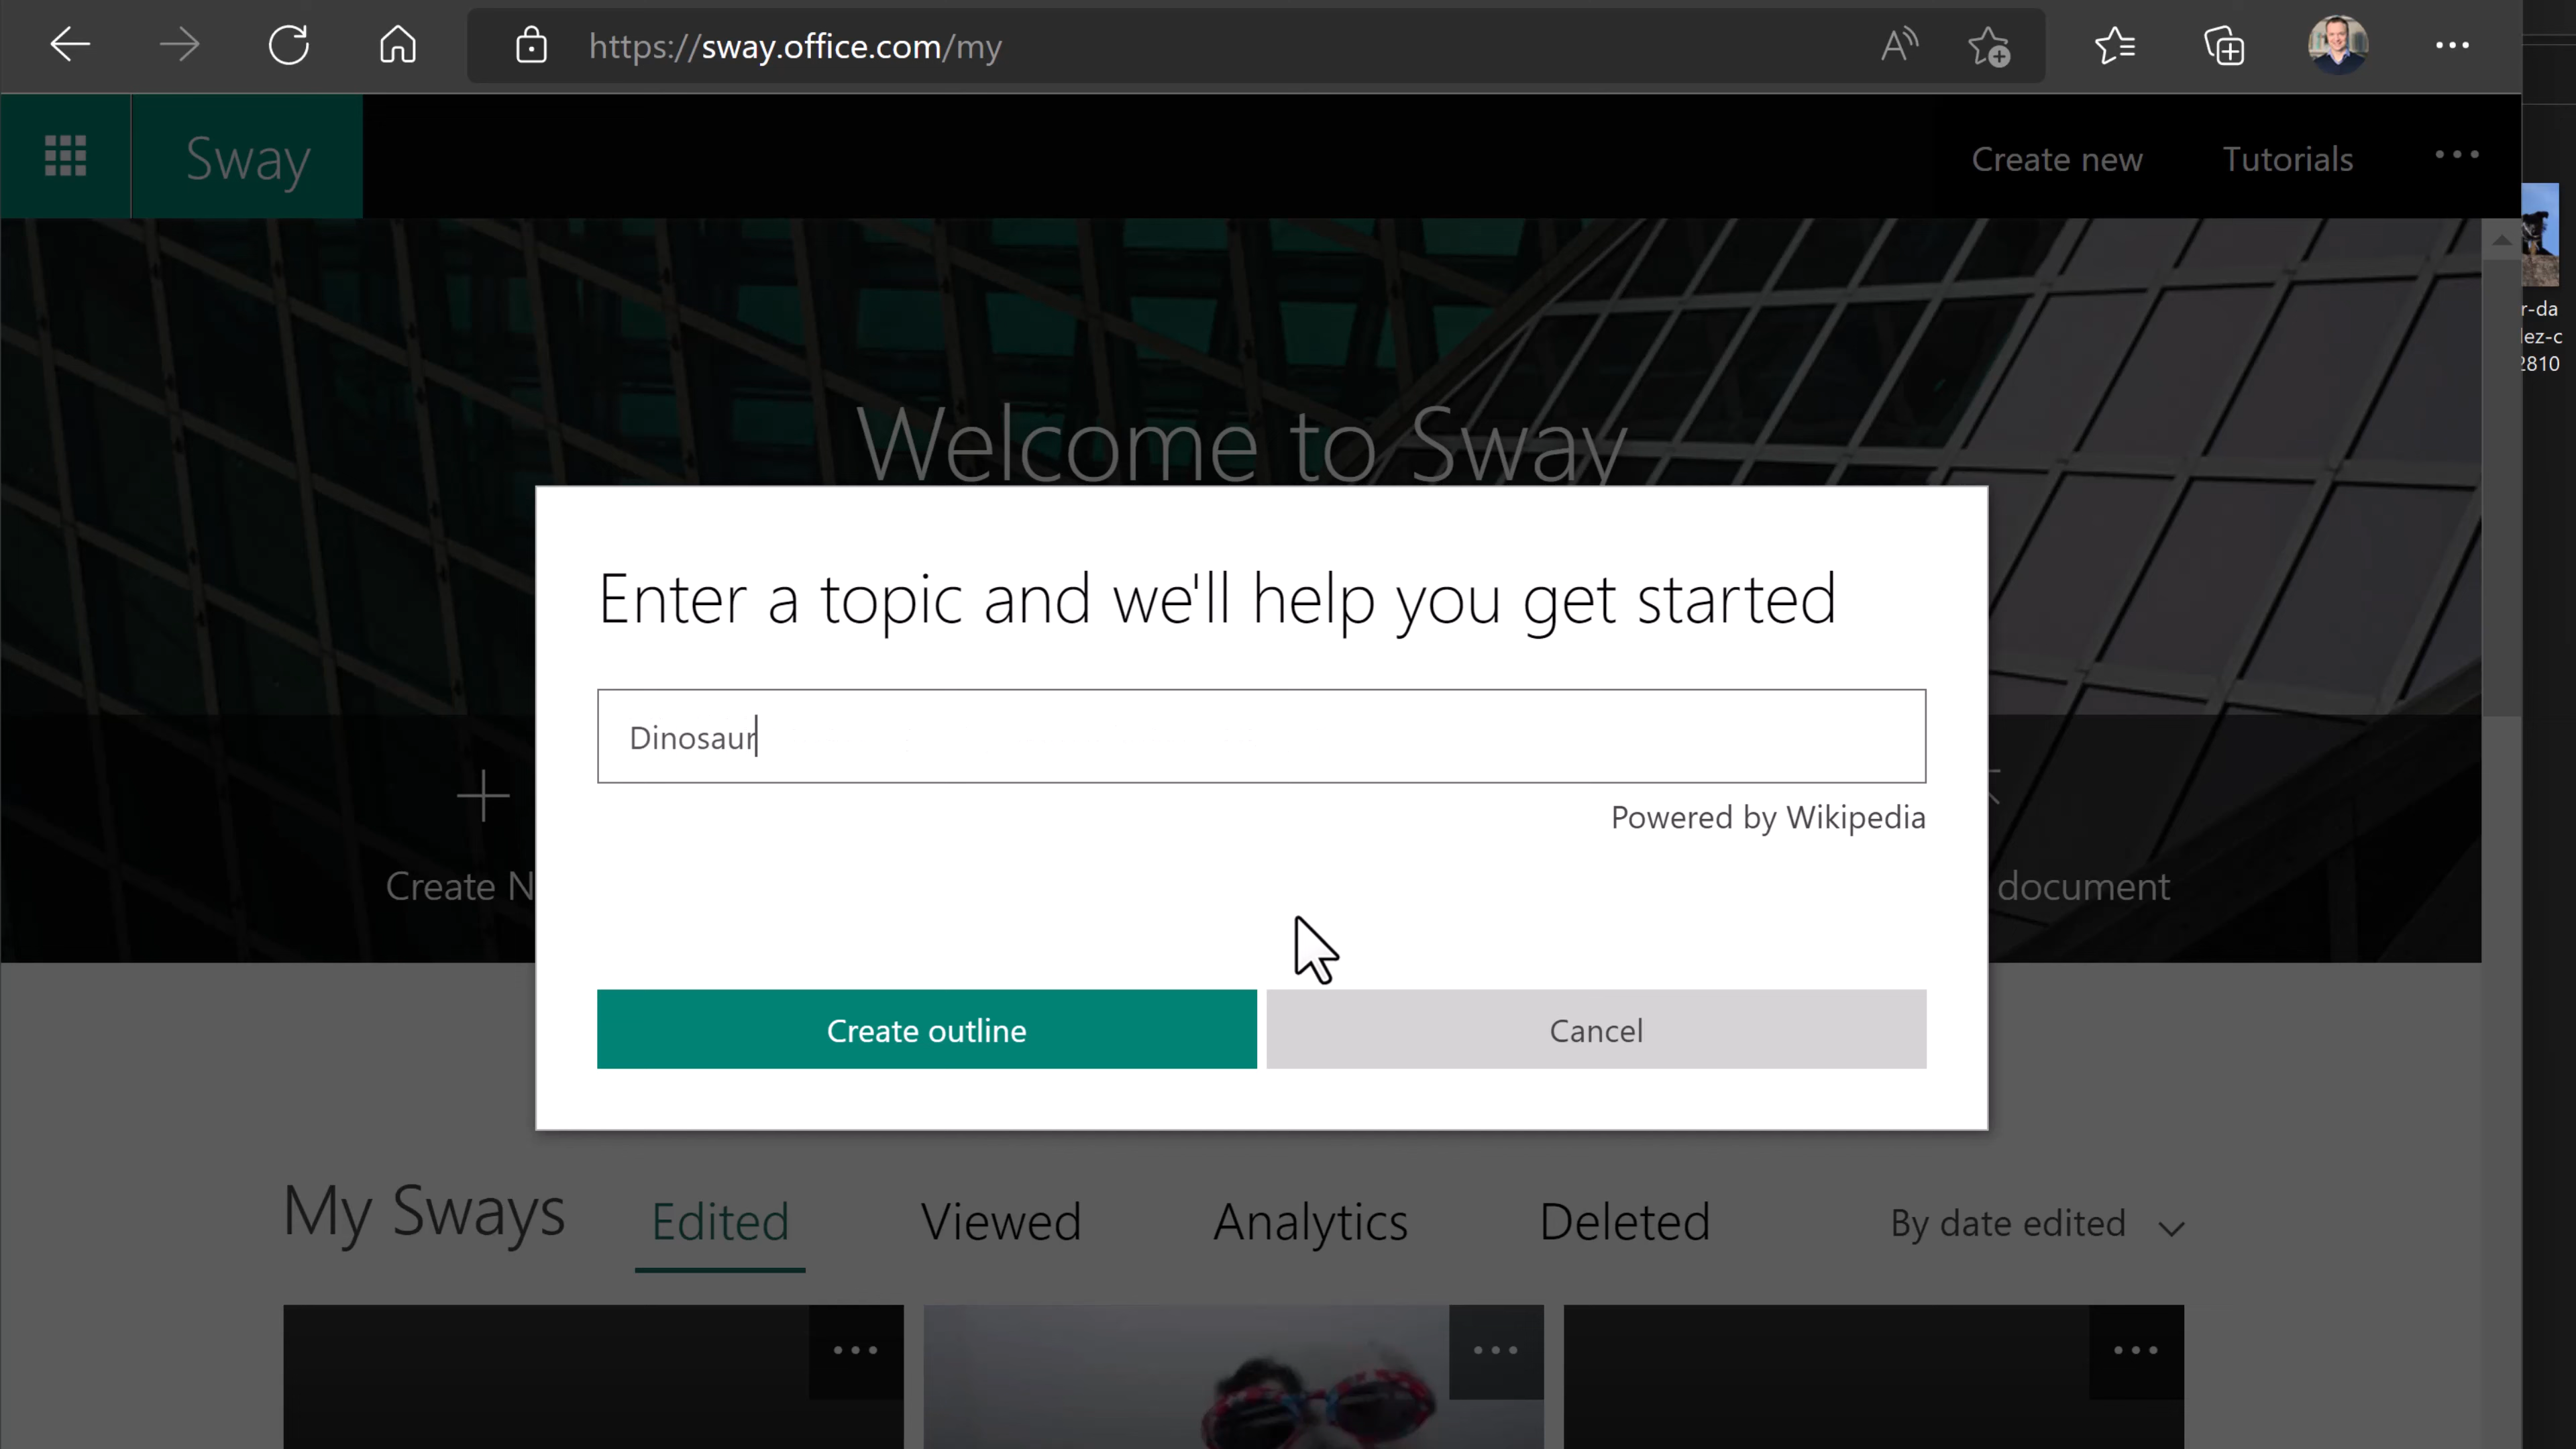 https://sway.office.com/my
Sway
Create new
Tutorials
r-da
lez-c
2810
Welcome to Sway
Enter a topic and we'll help you get started
Dinosaur
Powered by Wikipedia
Create N
document
Create outline
Cancel
My Sways
Edited
Viewed
Analytics
Deleted
By date edited